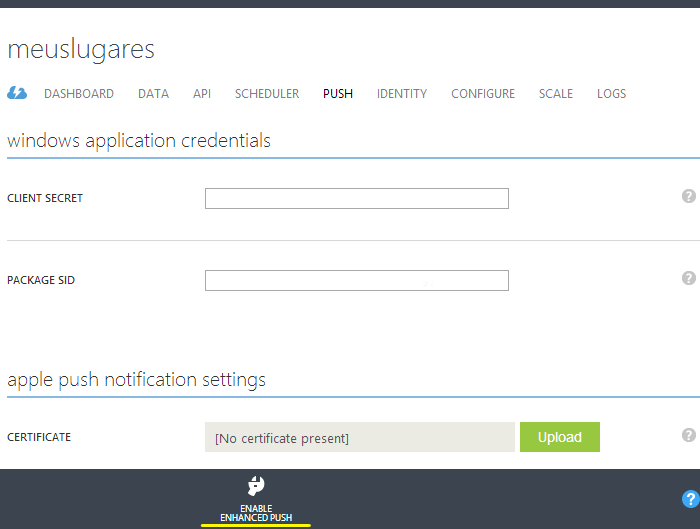 meuslugares
DASHBOARD DATA API SCHEDULER PUSH IDENTITY CONFIGURE SCALE LOGS
windows application credentials
CLIENT SECRET ?
PACKAGE SID ?
apple push notification settings
CERTIFICATE [No certificate present] Upload ?
ENABLE
ENHANCED PUSH ?